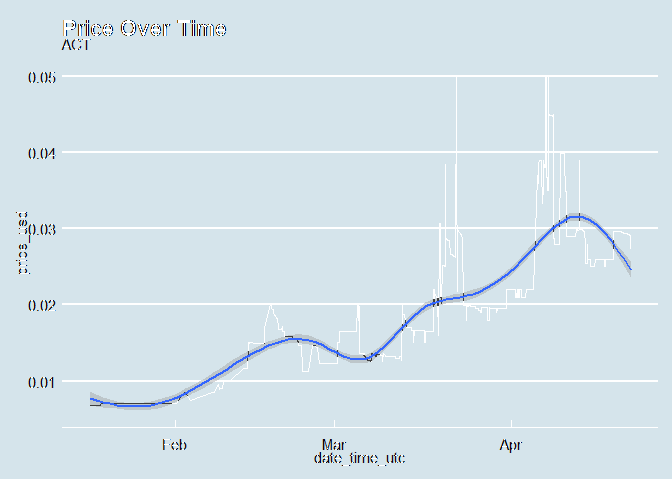 Price Over Time
ACT
0.05
0.04
0.03
0.02
0.01
price_usd
Feb
Mar
Apr
date_time_utc